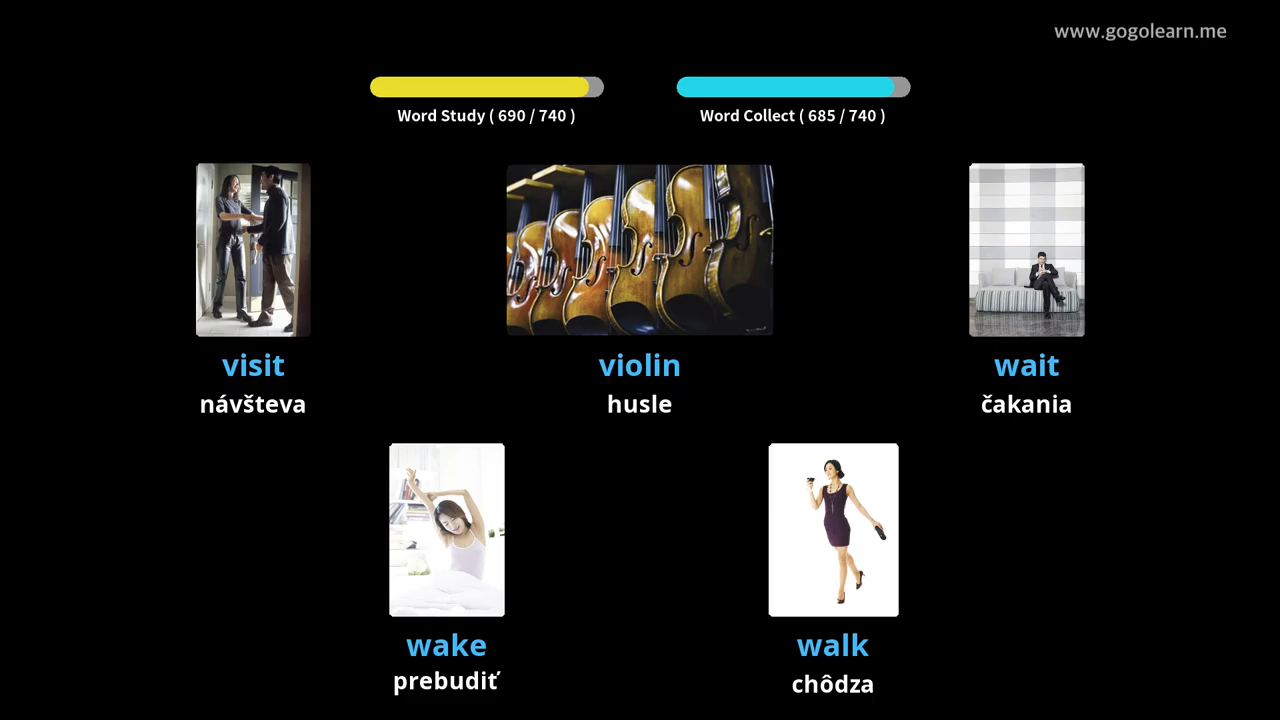 www.gogolearn.me
Word Study ( 690 / 740 )
Word Collect ( 685 / 740 )
visit
violin
wait
návšteva
husle
čakania
wake
walk
prebudiť
chôdza